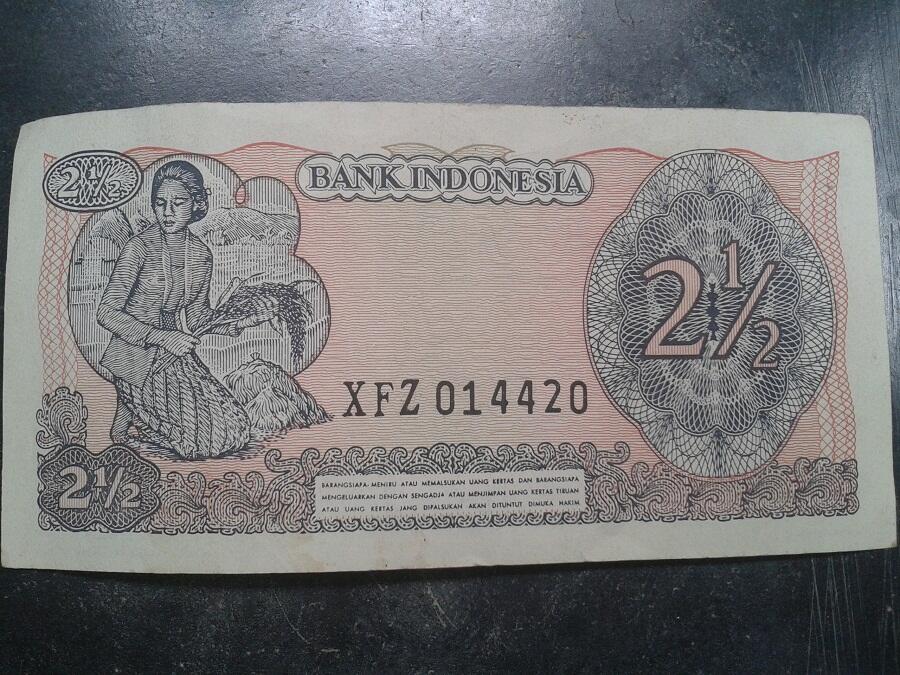 2½
BANK INDONESIA
2½
XFZ 014420
2½
BARANGSIAPA MENIRU ATAU MEMALSUKAN UANG KERTAS DAN BARANGSIAPA
MENGELUARKAN DENGAN SENGADJA ATAU MENJIMPAN UANG KERTAS TIRUAN
ATAU UANG KERTAS JANG DIPALSUKAN AKAN DITUNTUT DIMUKA HAKIM